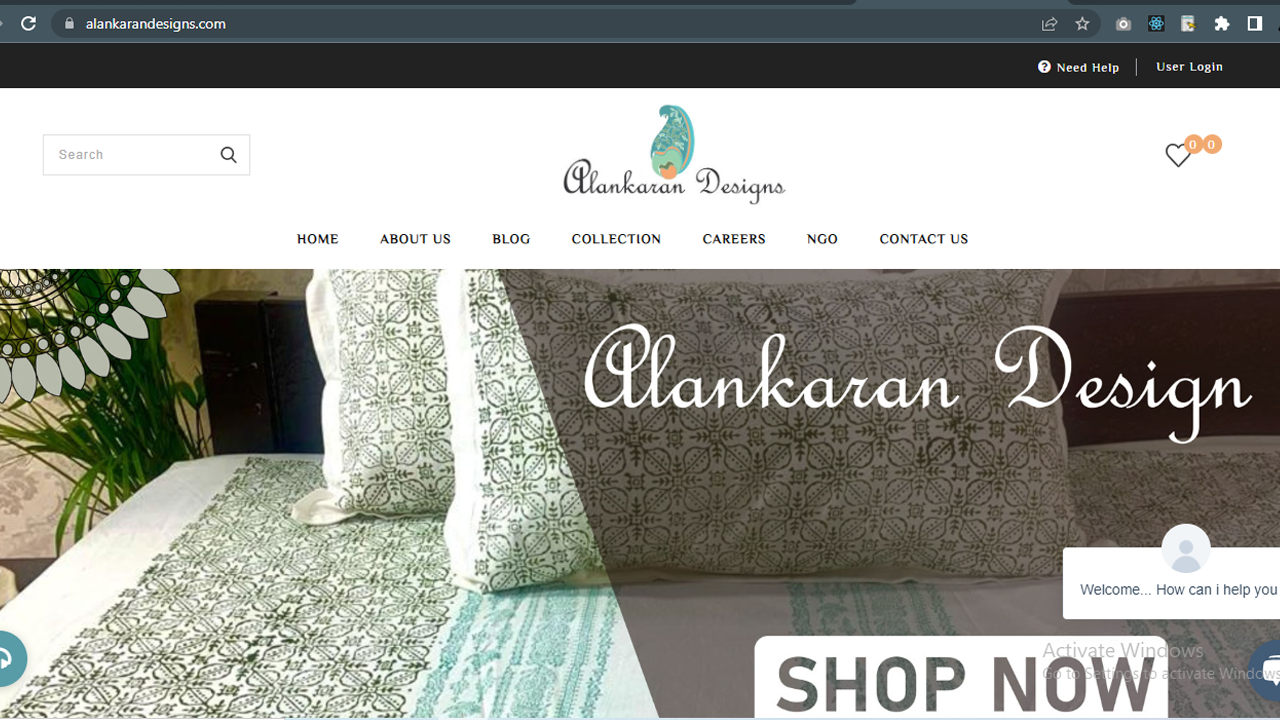 alankarandesigns.com
Need Help
User Login
Search
Alankaran Designs
0 0
HOME ABOUT US BLOG COLLECTION CAREERS NGO CONTACT US
Alankaran Design
Welcome... How can i help you
SHOP NOW
Activate Windows
Go to Settings to activate Windows